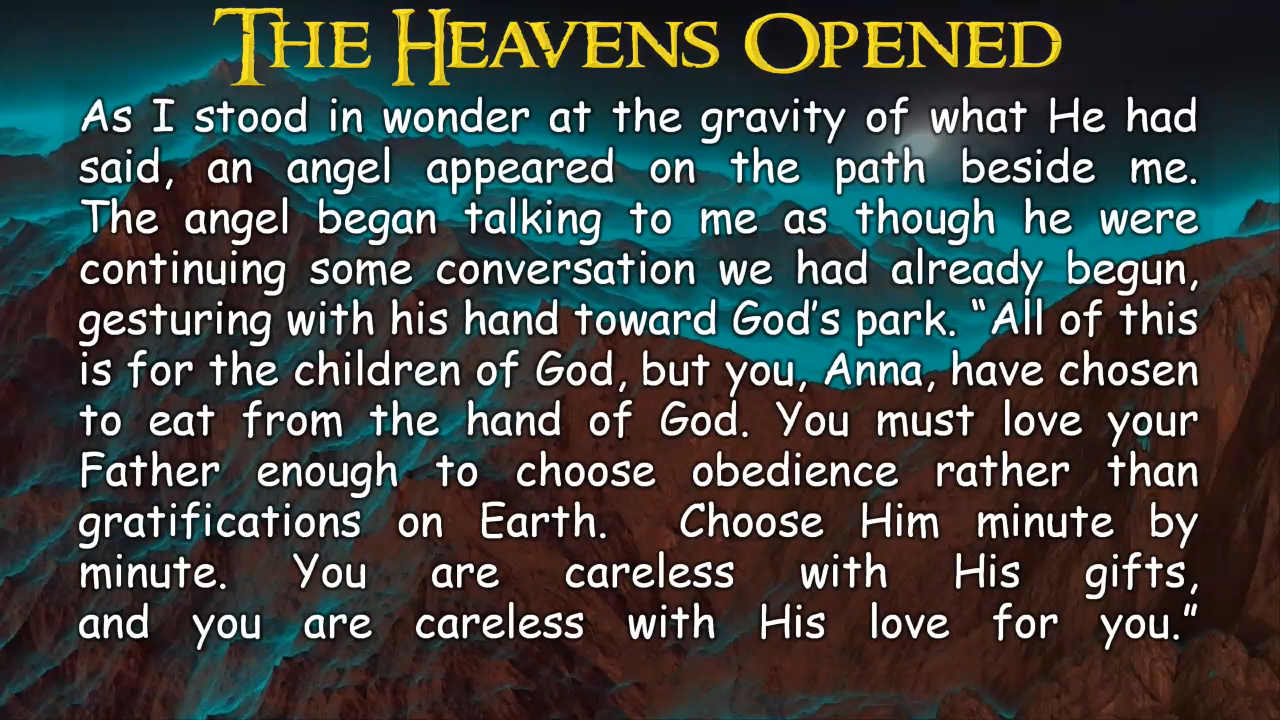 THE HEAVENS OPENED
As I stood in wonder at the gravity of what He had
said, an angel appeared on the path beside me.
The angel began talking to me as though he were
continuing some conversation we had already begun,
gesturing with his hand toward God’s park. “All of this
is for the children of God, but you, Anna, have chosen
to eat from the hand of God. You must love your
Father enough to choose obedience rather than
gratifications on Earth. Choose Him minute by
minute. You are careless with His gifts,
and you are careless with His love for you.”